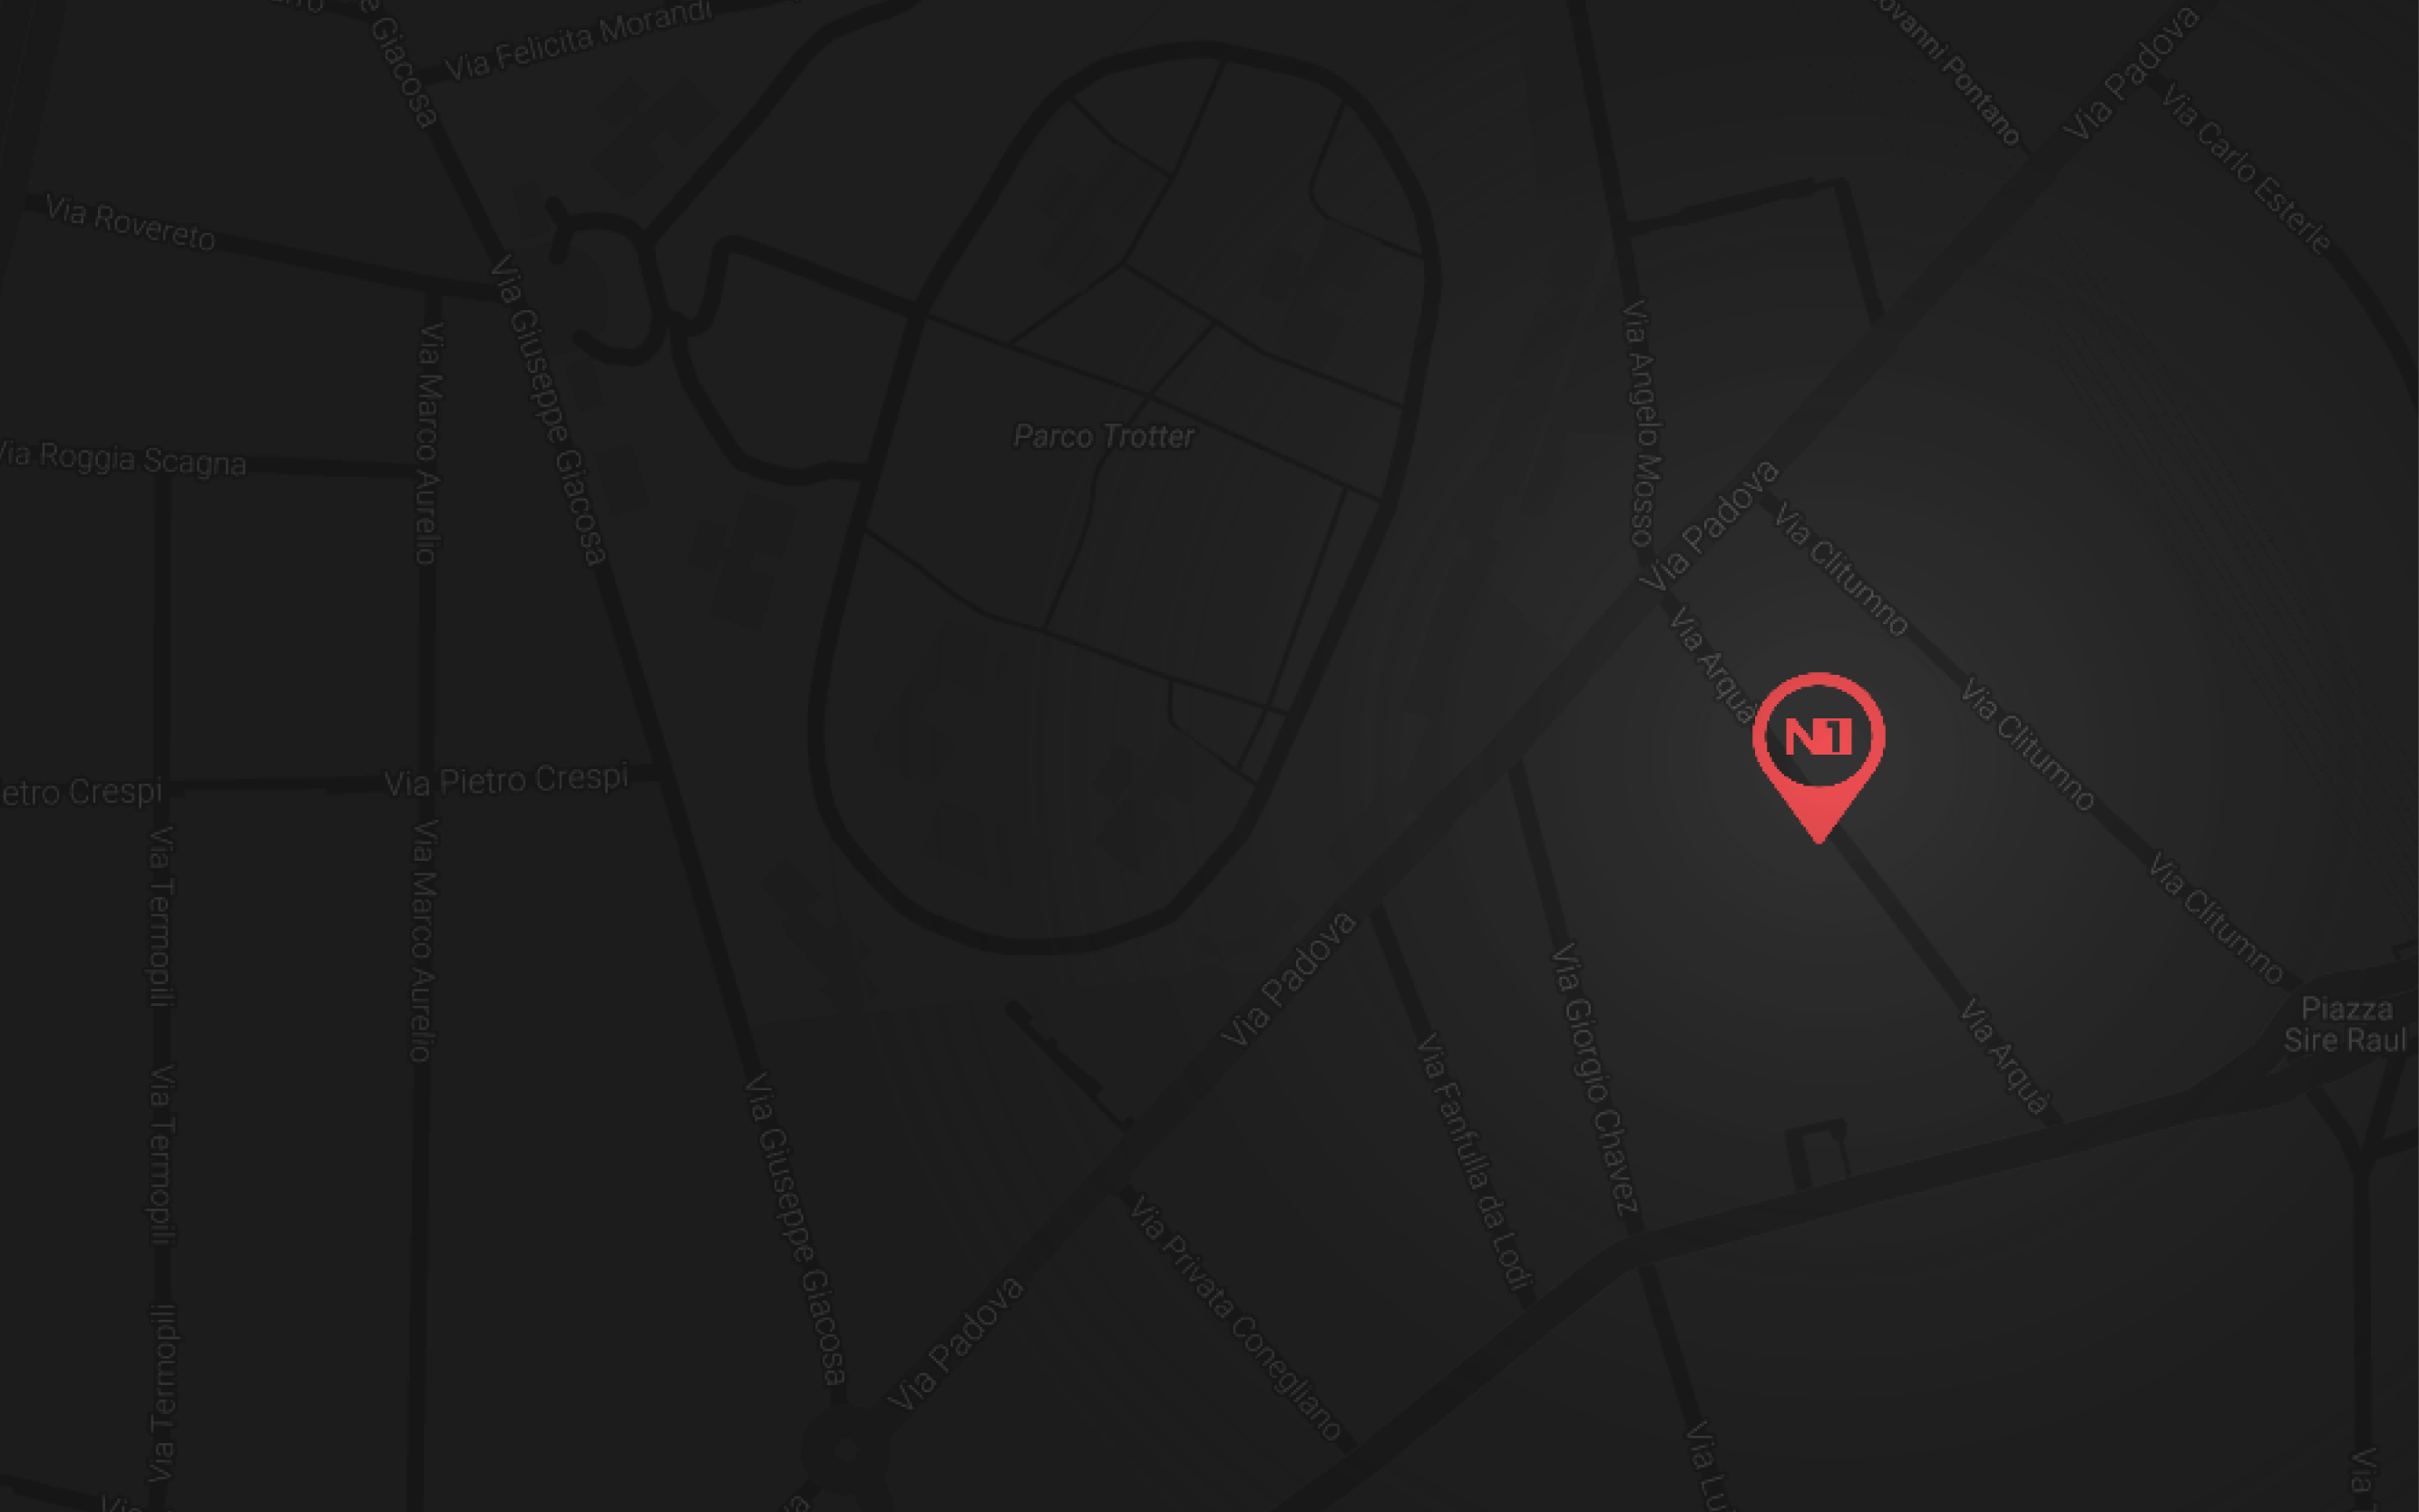 Via Felicita Morandi
e Giacosa
ovanni Pontano
Via Padova
Via Carlo Esterle
Via Rovereto
Via Giuseppe Giacosa
Via Marco Aurelio
Via Angelo Mosso
Parco Trotter
Via Roggia Scagna
Via Padova
Via Clitumno
Via Arquà
N1
Via Clitumno
etro Crespi
Via Pietro Crespi
Via Termopili
Via Marco Aurelio
Via Clitumno
Via Padova
Via Giorgio Chavez
Via Arquà
Piazza
Sire Raul
Via Fanfulla da Lodi
Via Termopili
Via Giuseppe Giacosa
Via Privata Conegliano
Via Padova
Via Termopili
Via Lu
Via